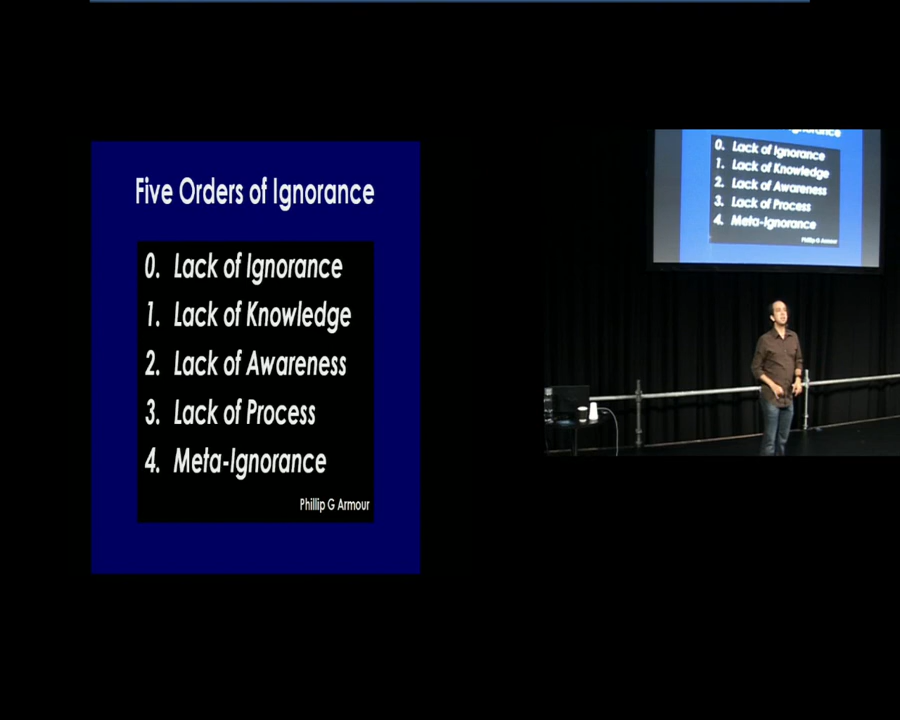 Five Orders of Ignorance
0. Lack of Ignorance
1. Lack of Knowledge
2. Lack of Awareness
3. Lack of Process
4. Meta-Ignorance
Phillip G Armour
Ignorance
0. Lack of Ignorance
1. Lack of Knowledge
2. Lack of Awareness
3. Lack of Process
4. Meta-Ignorance
Phillip G Armour